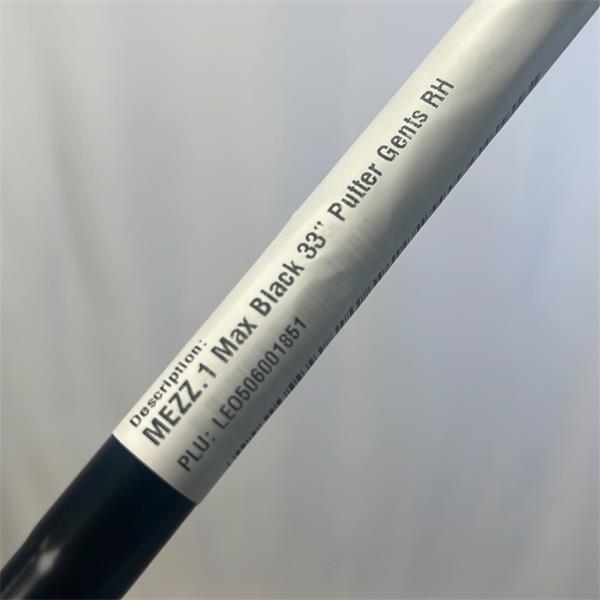 Description:
MEZZ.1 Max Black 33" Putter Gents RH
PLU: LEO506001851